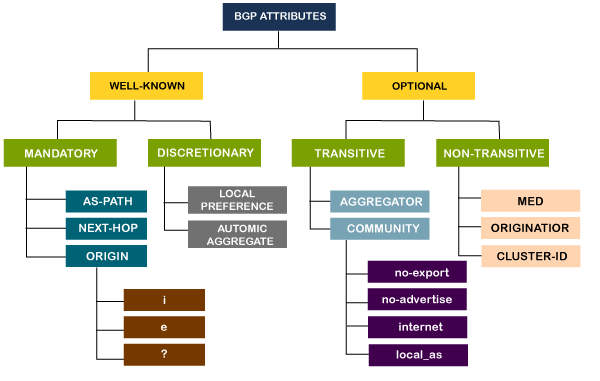 BGP ATTRIBUTES
WELL-KNOWN
OPTIONAL
MANDATORY
DISCRETIONARY
TRANSITIVE
NON-TRANSITIVE
AS-PATH
NEXT-HOP
ORIGIN
i
e
?
LOCAL
PREFERENCE
AUTOMIC
AGGREGATE
AGGREGATOR
COMMUNITY
no-export
no-advertise
internet
local_as
MED
ORIGINATIOR
CLUSTER-ID